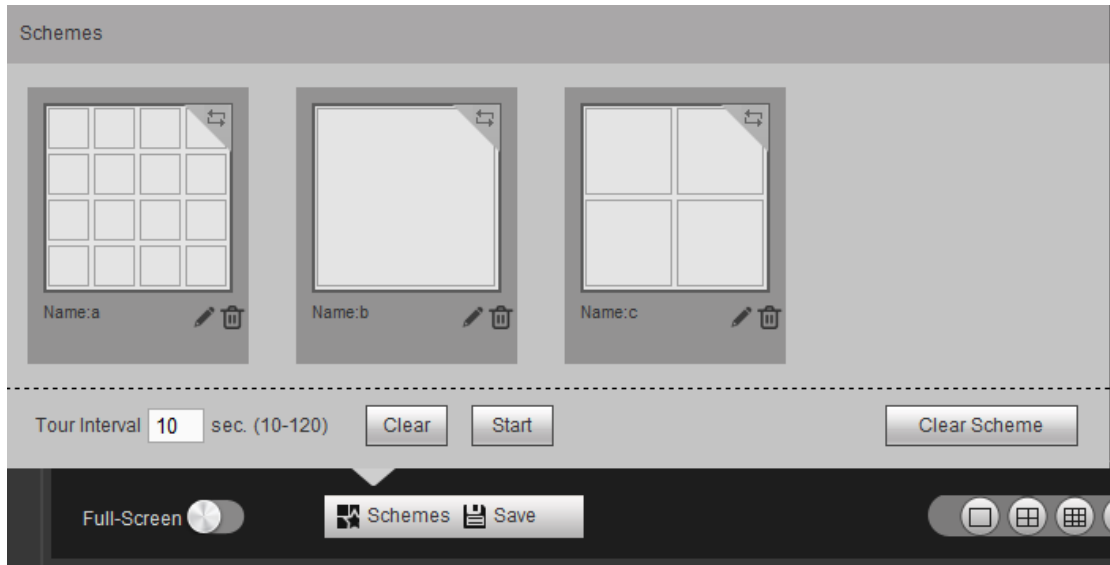 Schemes
Name:a
Name:b
Name:c
Tour Interval 10 sec. (10-120) Clear Start Clear Scheme
Full-Screen Schemes Save